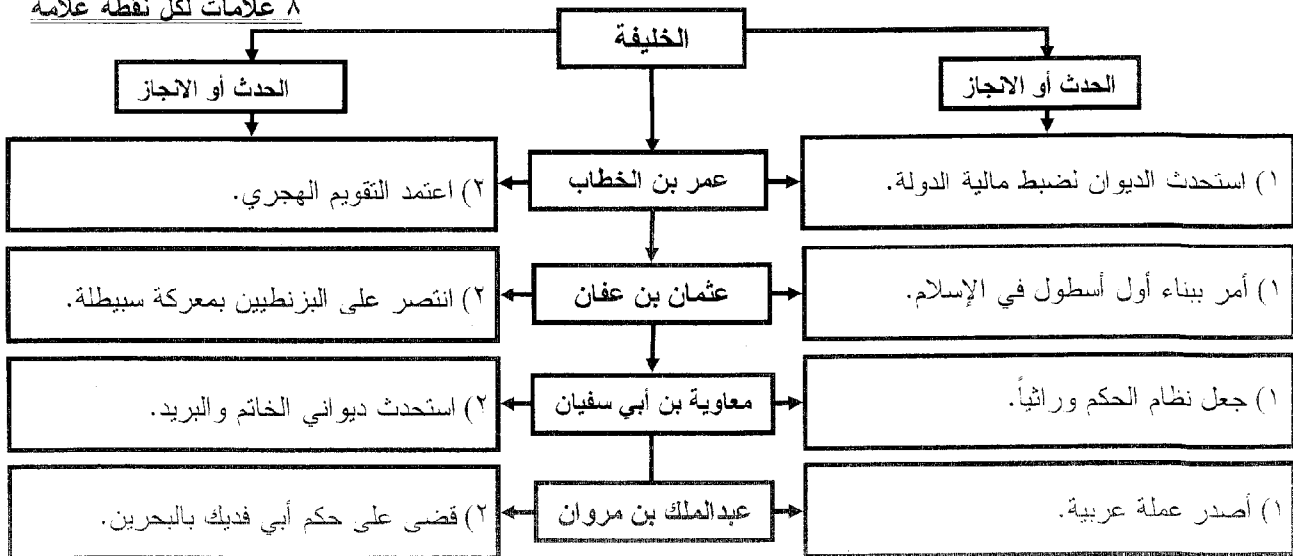 ٨ علامات لكل نقطة علامة
الخليفة
الحدث أو الانجاز
الحدث أو الانجاز
عمر بن الخطاب
١) استحدث الديوان لضبط مالية الدولة.
٢) اعتمد التقويم الهجري.
عثمان بن عفان
١) أمر ببناء أول أسطول في الإسلام.
٢) انتصر على البزنطيين بمعركة سبيطلة.
معاوية بن أبي سفيان
١) جعل نظام الحكم وراثياً.
٢) استحدث ديواني الخاتم والبريد.
عبدالملك بن مروان
١) أصدر عملة عربية.
٢) قضى على حكم أبي فديك بالبحرين.